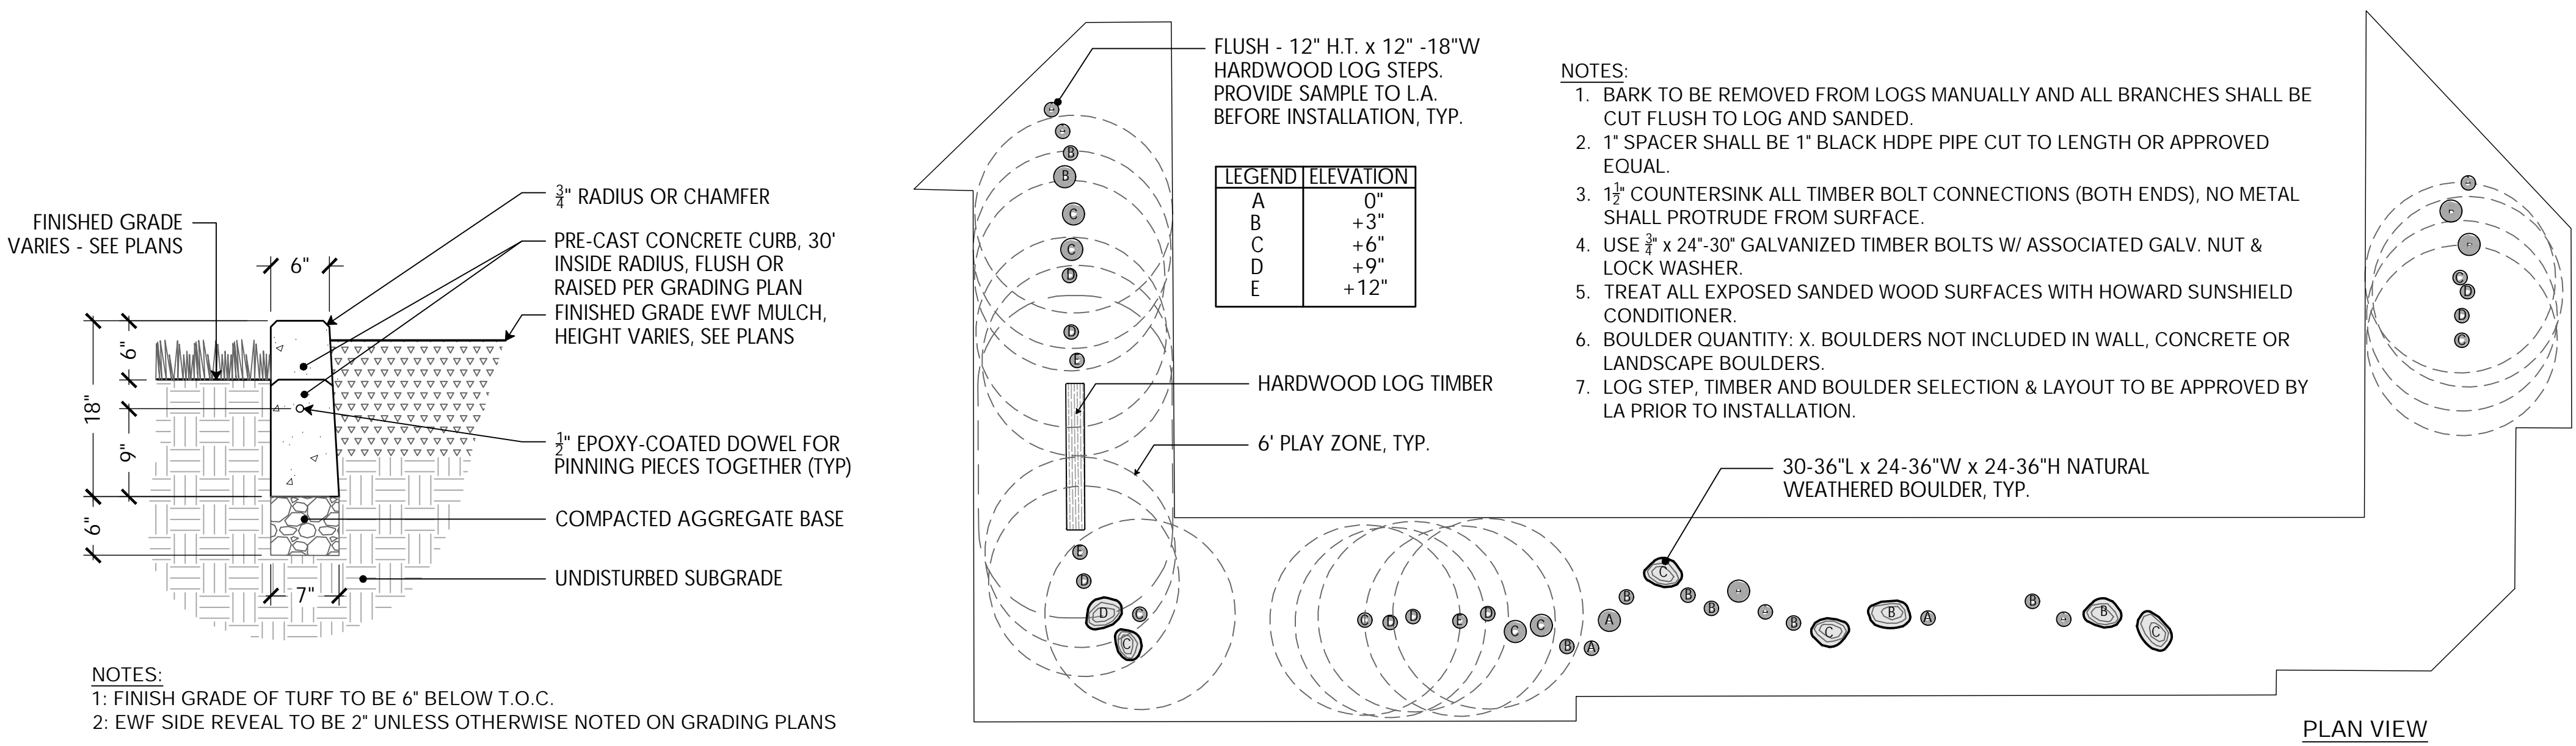 FINISHED GRADE
VARIES - SEE PLANS
6"
6"
18"
9"
6"
7"
3/4" RADIUS OR CHAMFER
PRE-CAST CONCRETE CURB, 30'
INSIDE RADIUS, FLUSH OR
RAISED PER GRADING PLAN
FINISHED GRADE EWF MULCH,
HEIGHT VARIES, SEE PLANS
1/2" EPOXY-COATED DOWEL FOR
PINNING PIECES TOGETHER (TYP)
COMPACTED AGGREGATE BASE
UNDISTURBED SUBGRADE
NOTES:
1: FINISH GRADE OF TURF TO BE 6" BELOW T.O.C.
2: EWF SIDE REVEAL TO BE 2" UNLESS OTHERWISE NOTED ON GRADING PLANS
FLUSH - 12" H.T. x 12" -18"W
HARDWOOD LOG STEPS.
PROVIDE SAMPLE TO L.A.
BEFORE INSTALLATION, TYP.
LEGEND ELEVATION
A 0"
B +3"
C +6"
D +9"
E +12"
HARDWOOD LOG TIMBER
6' PLAY ZONE, TYP.
B
B
C
C
D
D
E
E
D
D
C
C
C
D
D
E
D
C
C
B
A
A
B
C
B
B
B
C
B
A
B
B
C
C
D
D
C
30-36"L x 24-36"W x 24-36"H NATURAL
WEATHERED BOULDER, TYP.
NOTES:
1. BARK TO BE REMOVED FROM LOGS MANUALLY AND ALL BRANCHES SHALL BE
CUT FLUSH TO LOG AND SANDED.
2. 1" SPACER SHALL BE 1" BLACK HDPE PIPE CUT TO LENGTH OR APPROVED
EQUAL.
3. 1 1/2" COUNTERSINK ALL TIMBER BOLT CONNECTIONS (BOTH ENDS), NO METAL
SHALL PROTRUDE FROM SURFACE.
4. USE 3/4" x 24"-30" GALVANIZED TIMBER BOLTS W/ ASSOCIATED GALV. NUT &
LOCK WASHER.
5. TREAT ALL EXPOSED SANDED WOOD SURFACES WITH HOWARD SUNSHIELD
CONDITIONER.
6. BOULDER QUANTITY: X. BOULDERS NOT INCLUDED IN WALL, CONCRETE OR
LANDSCAPE BOULDERS.
7. LOG STEP, TIMBER AND BOULDER SELECTION & LAYOUT TO BE APPROVED BY
LA PRIOR TO INSTALLATION.
PLAN VIEW